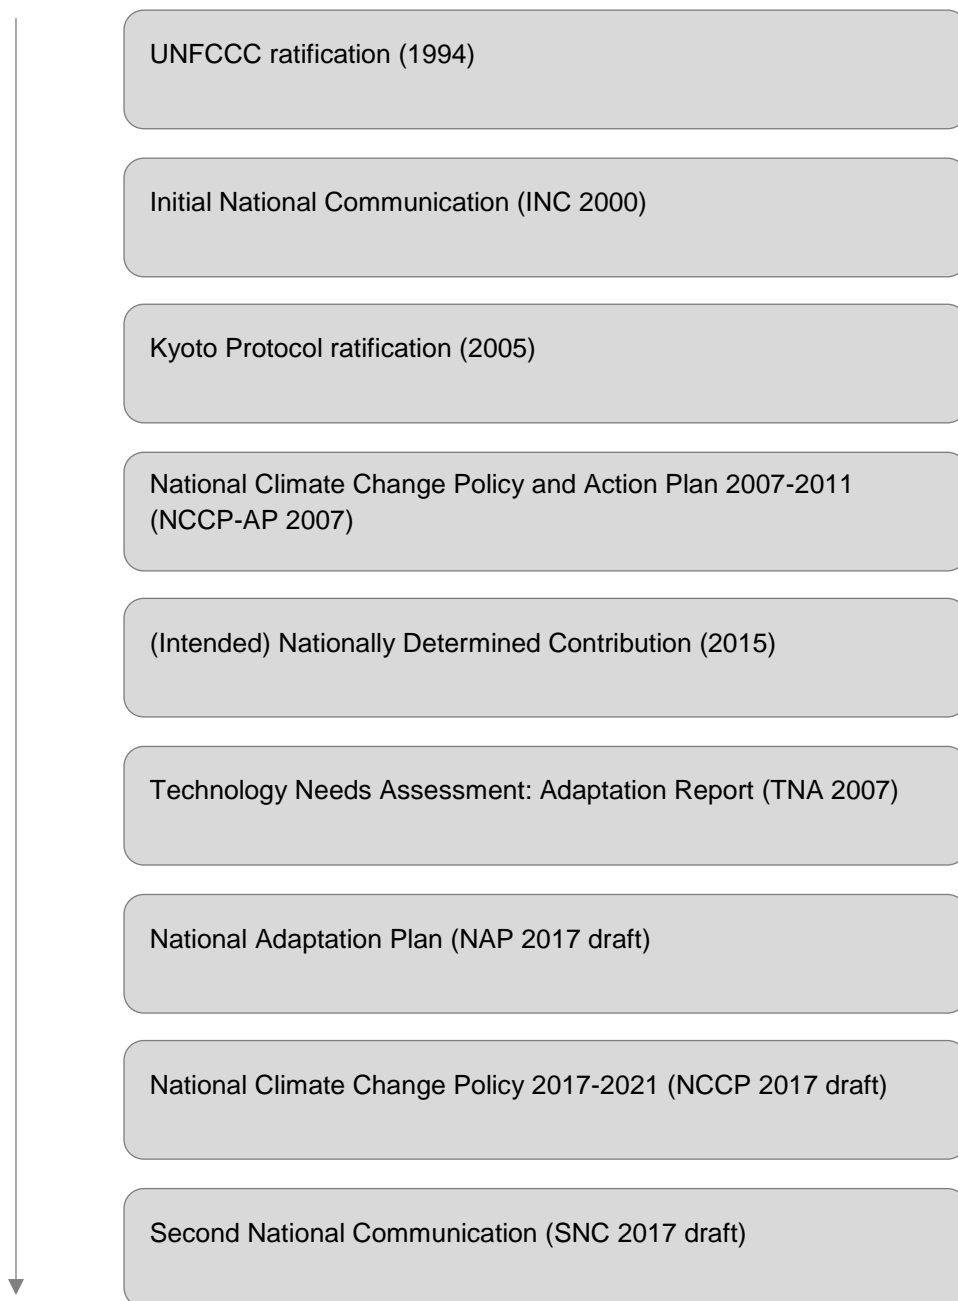 UNFCCC ratification (1994)
Initial National Communication (INC 2000)
Kyoto Protocol ratification (2005)
National Climate Change Policy and Action Plan 2007-2011
(NCCP-AP 2007)
(Intended) Nationally Determined Contribution (2015)
Technology Needs Assessment: Adaptation Report (TNA 2007)
National Adaptation Plan (NAP 2017 draft)
National Climate Change Policy 2017-2021 (NCCP 2017 draft)
Second National Communication (SNC 2017 draft)